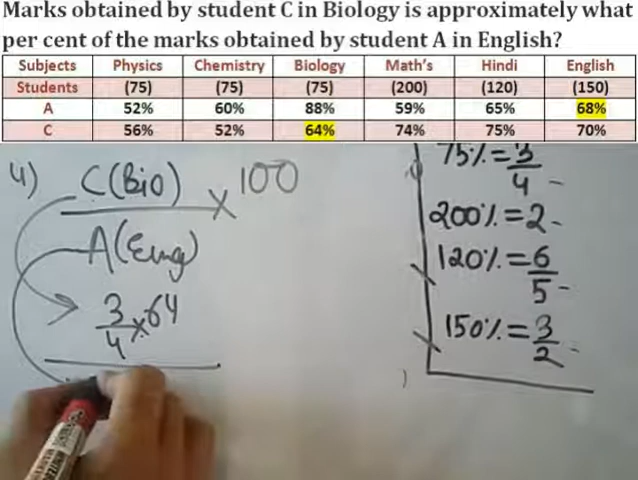 Marks obtained by student C in Biology is approximately what
per cent of the marks obtained by student A in English?
Subjects Physics Chemistry Biology Math's Hindi English
Students (75) (75) (75) (200) (120) (150)
A 52% 60% 88% 59% 65% 68%
C 56% 52% 64% 74% 75% 70%
4) C(Bio) × 100
A(Eng)
3/4 × 64
75% = 3/4
200% = 2
120% = 6/5
150% = 3/2